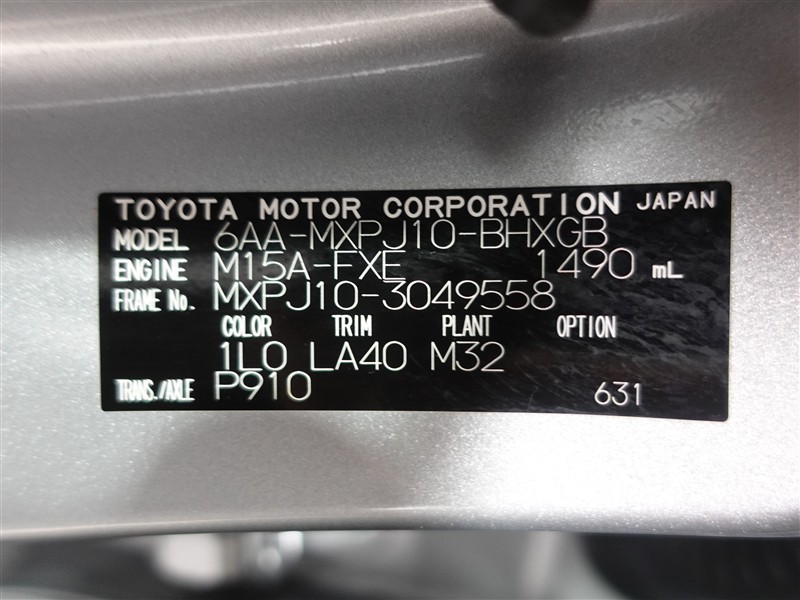 TOYOTA MOTOR CORPORATION JAPAN
MODEL 6AA-MXPJ10-BHXGB
ENGINE M15A-FXE 1490 mL
FRAME No. MXPJ10-3049558
COLOR TRIM PLANT OPTION
1L0 LA40 M32
TRANS./AXLE P910 631